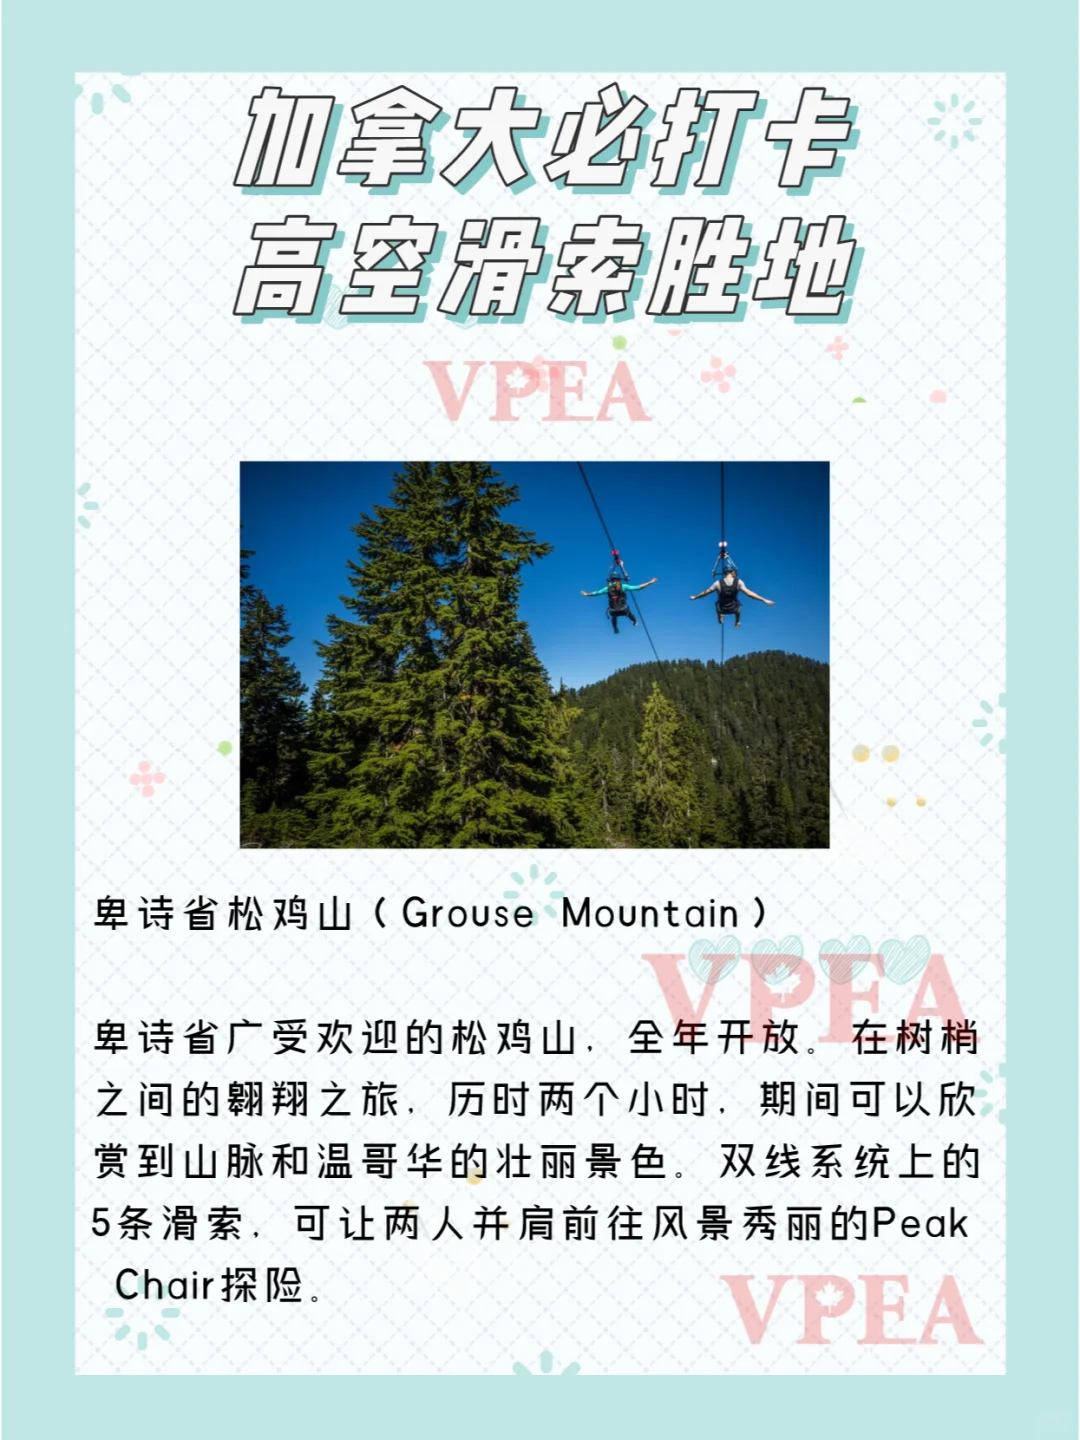 加拿大必打卡
高空滑索胜地
VPEA
卑诗省松鸡山（Grouse Mountain）
VPEA
卑诗省广受欢迎的松鸡山，全年开放。在树梢
之间的翱翔之旅，历时两个小时，期间可以欣
赏到山脉和温哥华的壮丽景色。双线系统上的
5条滑索，可让两人并肩前往风景秀丽的Peak
Chair探险。
VPEA